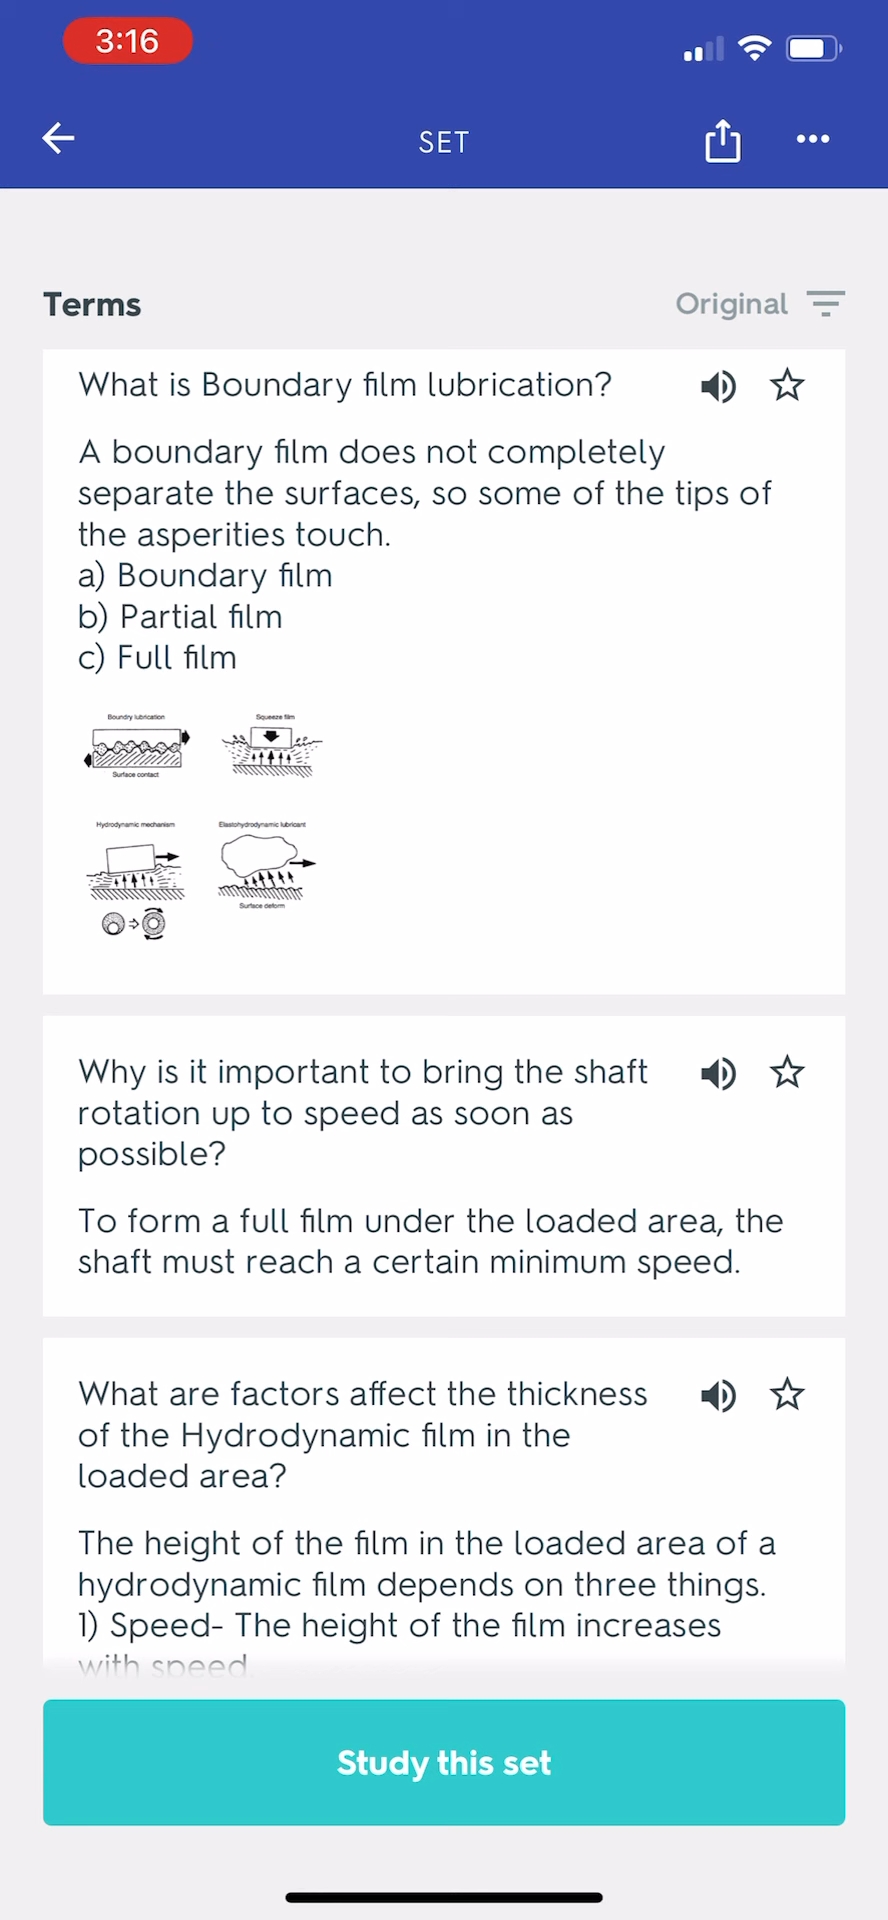 3:16
SET
Terms
Original
What is Boundary film lubrication?
A boundary film does not completely
separate the surfaces, so some of the tips of
the asperities touch.
a) Boundary film
b) Partial film
c) Full film
Boundry lubrication
Squeeze film
Surface contact
Hydrodynamic mechanism
Elastohydrodynamic lubricant
Surface deform
Why is it important to bring the shaft
rotation up to speed as soon as
possible?
To form a full film under the loaded area, the
shaft must reach a certain minimum speed.
What are factors affect the thickness
of the Hydrodynamic film in the
loaded area?
The height of the film in the loaded area of a
hydrodynamic film depends on three things.
1) Speed- The height of the film increases
with speed.
Study this set